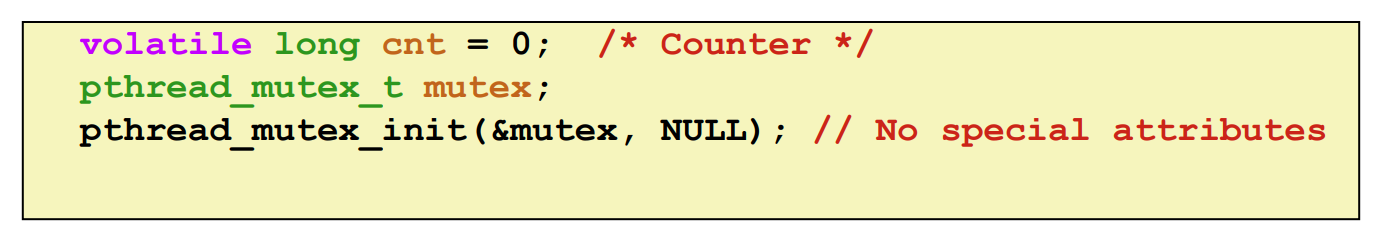 volatile long cnt = 0;  /* Counter */
pthread_mutex_t mutex;
pthread_mutex_init(&mutex, NULL); // No special attributes